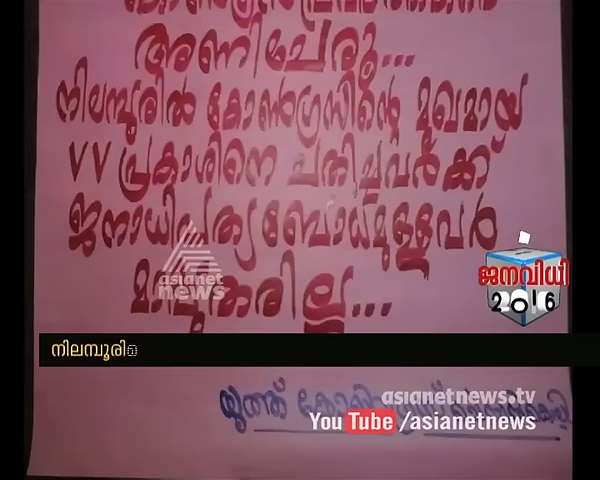 അണിചേരൂ...
നിലമ്പൂരിൽ കോൺഗ്രസിന്റെ മുഖമായ
VV പ്രകാശിനെ ചതിച്ചവർക്ക്
ജനാധിപത്യബോധമുള്ളവർ
മാപ്പുതരില്ല...
asianet
news
ജനവിധി
2016
നിലമ്പൂരി
യൂത്ത്
asianetnews.tv
YouTube /asianetnews